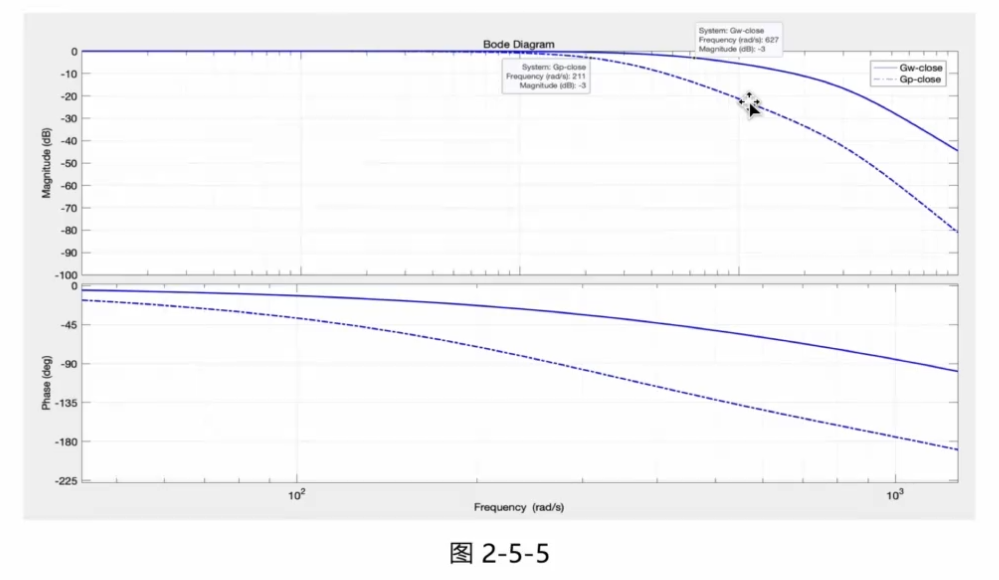 Bode Diagram
System: Gw-close
Frequency (rad/s): 627
Magnitude (dB): -3
System: Gp-close
Frequency (rad/s): 211
Magnitude (dB): -3
Gw-close
Gp-close
Magnitude (dB)
0
-10
-20
-30
-40
-50
-60
-70
-80
-90
-100
Phase (deg)
0
-45
-90
-135
-180
-225
10²
10³
Frequency (rad/s)
图 2-5-5